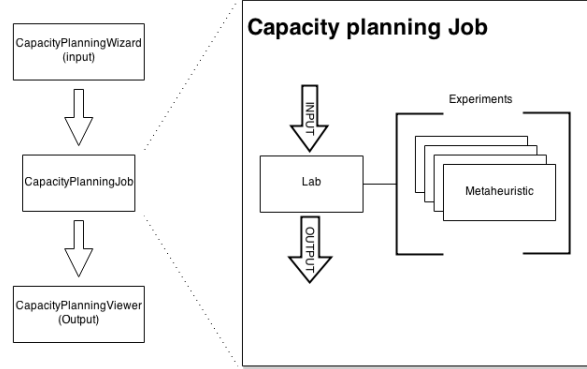 CapacityPlanningWizard
(input)
CapacityPlanningJob
CapacityPlanningViewer
(Output)
Capacity planning Job
INPUT
Experiments
Lab
Metaheuristic
OUTPUT